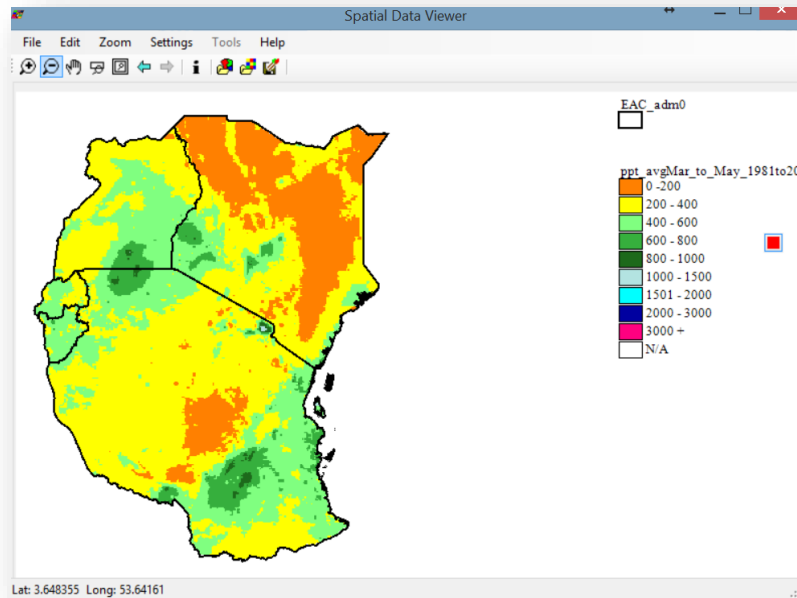 Spatial Data Viewer
File Edit Zoom Settings Tools Help
EAC_adm0
ppt_avgMar_to_May_1981to20
0 -200
200 - 400
400 - 600
600 - 800
800 - 1000
1000 - 1500
1501 - 2000
2000 - 3000
3000 +
N/A
Lat: 3.648355 Long: 53.64161